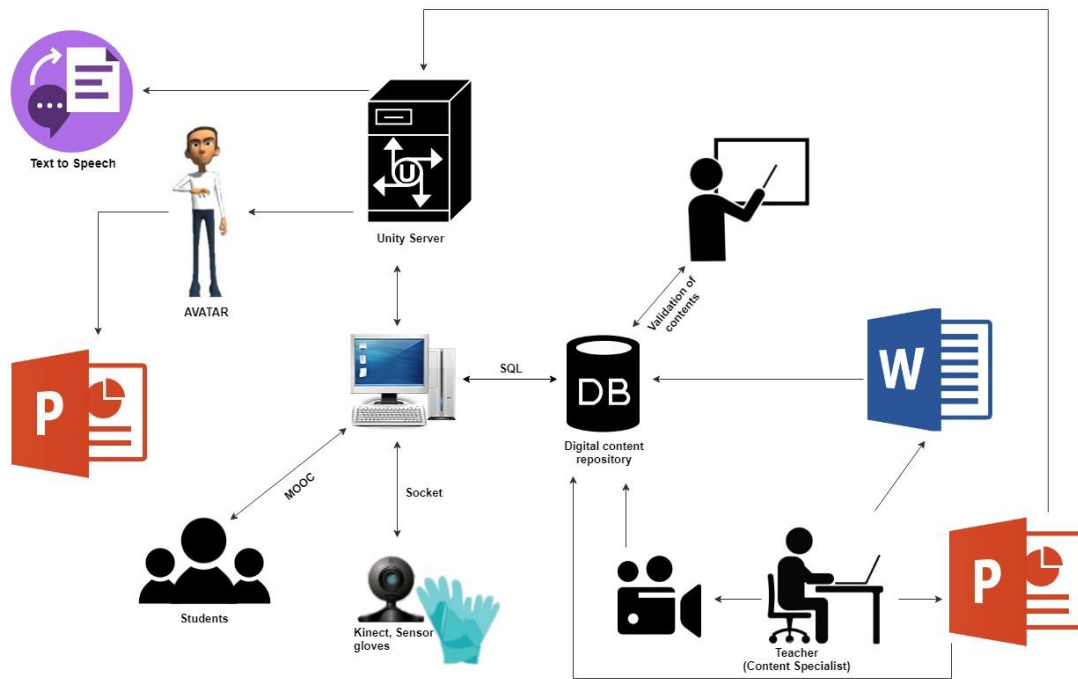 Text to Speech
U
Unity Server
AVATAR
Validation of
contents
P
SQL
DB
W
Digital content
repository
MOOC
Socket
Students
Kinect, Sensor
gloves
P
Teacher
(Content Specialist)